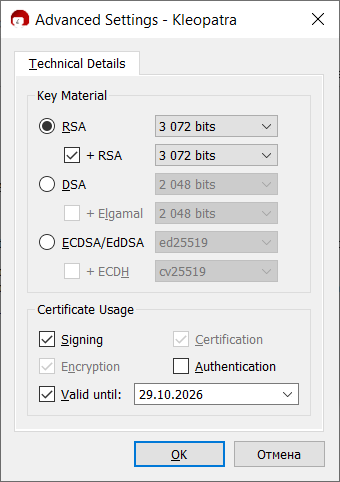 Advanced Settings - Kleopatra
Technical Details
Key Material
RSA 3 072 bits
+ RSA 3 072 bits
DSA 2 048 bits
+ Elgamal 2 048 bits
ECDSA/EdDSA ed25519
+ ECDH cv25519
Certificate Usage
Signing Certification
Encryption Authentication
Valid until: 29.10.2026
OK Отмена